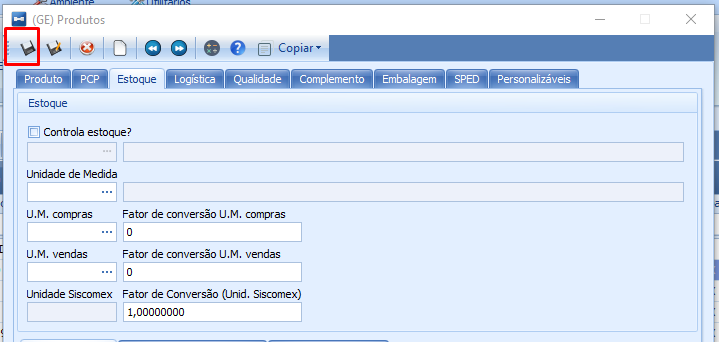 Ambiente Utilitários
(GE) Produtos
Copiar
Produto PCP Estoque Logística Qualidade Complemento Embalagem SPED Personalizáveis
Estoque
Controla estoque?
...
Unidade de Medida
...
U.M. compras Fator de conversão U.M. compras
... 0
U.M. vendas Fator de conversão U.M. vendas
... 0
Unidade Siscomex Fator de Conversão (Unid. Siscomex)
1,00000000